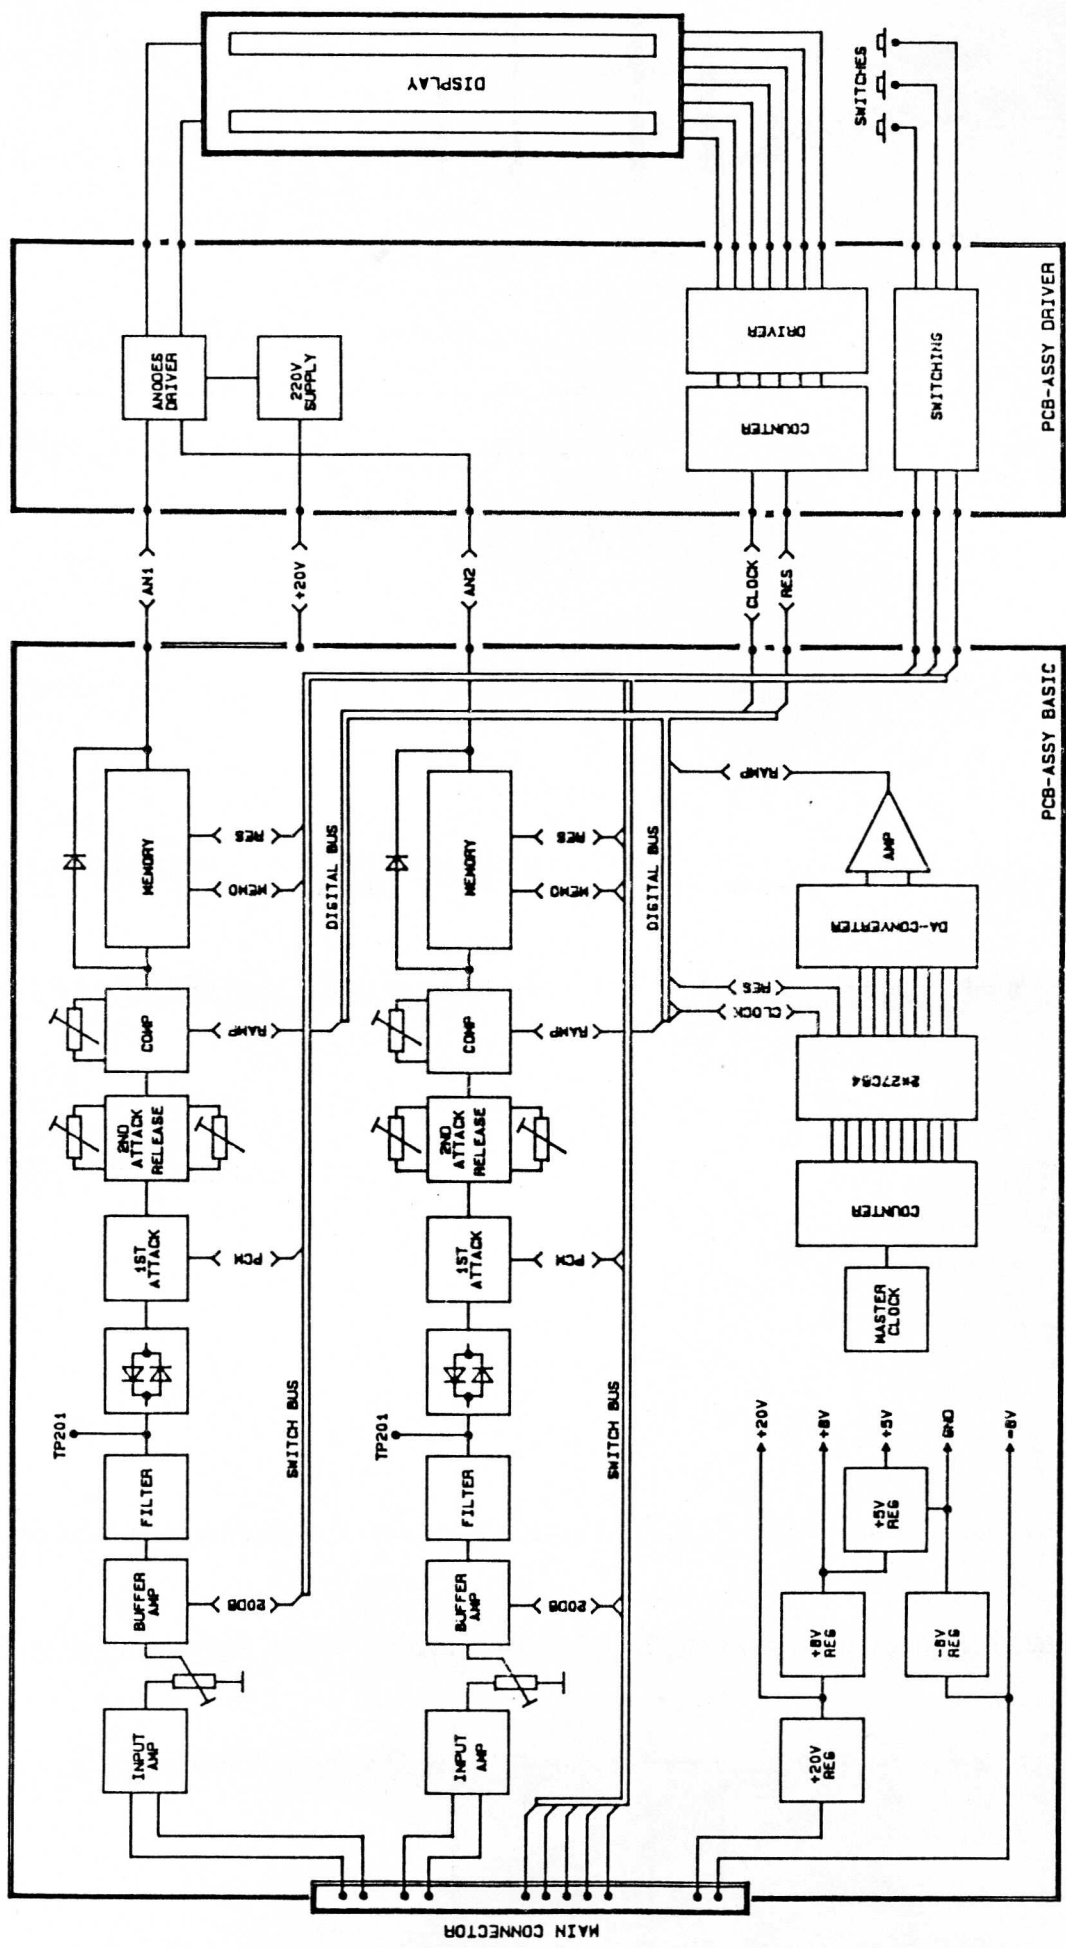 MAIN CONNECTOR
INPUT
AMP
BUFFER
AMP
20DB
FILTER
TP201
1ST
ATTACK
PCM
2ND
ATTACK
RELEASE
COMP
RAMP
MEMORY
MEMO
RES
SWITCH BUS
DIGITAL BUS
AN1
+20V
ANODES
DRIVER
220V
SUPPLY
DISPLAY
INPUT
AMP
BUFFER
AMP
20DB
FILTER
TP201
1ST
ATTACK
PCM
2ND
ATTACK
RELEASE
COMP
RAMP
MEMORY
MEMO
RES
SWITCH BUS
DIGITAL BUS
AN2
CLOCK
RES
COUNTER
DRIVER
SWITCHING
SWITCHES
+20V
REG
+8V
REG
-8V
REG
+5V
REG
+20V
+8V
+5V
GND
-8V
MASTER
CLOCK
COUNTER
2*27C64
CLOCK
RES
DA-CONVERTER
AMP
RAMP
PCB-ASSY BASIC
PCB-ASSY DRIVER